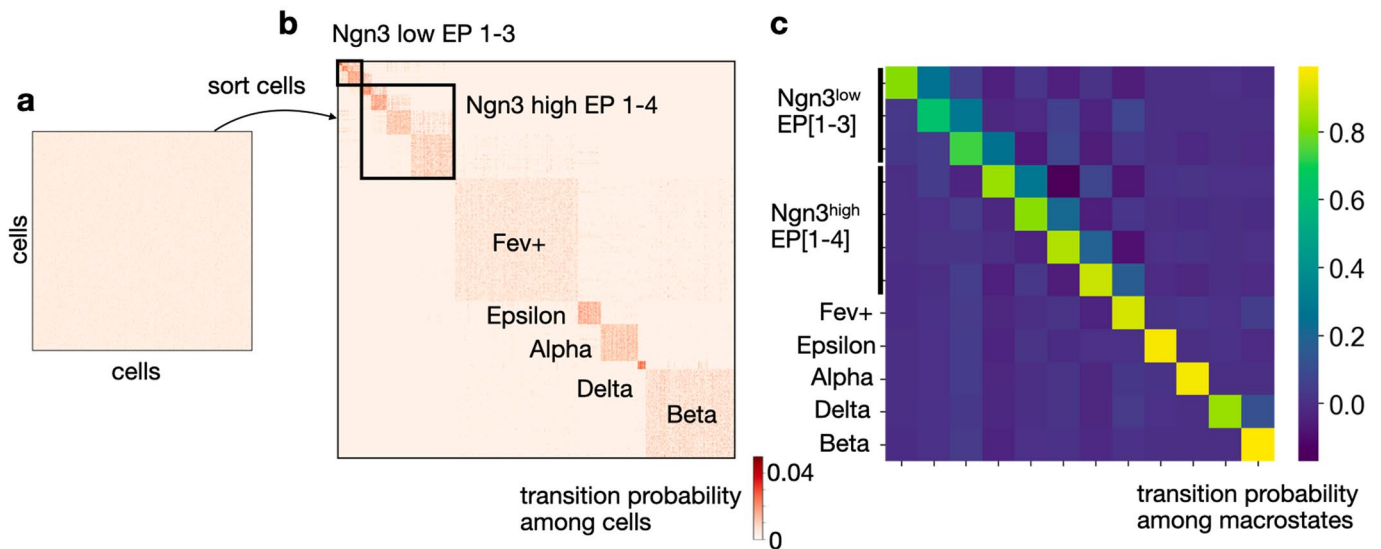 a
sort cells
cells
cells
b
Ngn3 low EP 1-3
Ngn3 high EP 1-4
Fev+
Epsilon
Alpha
Delta
Beta
0.04
0
transition probability
among cells
c
Ngn3low
EP[1-3]
Ngn3high
EP[1-4]
Fev+
Epsilon
Alpha
Delta
Beta
0.8
0.6
0.4
0.2
0.0
transition probability
among macrostates